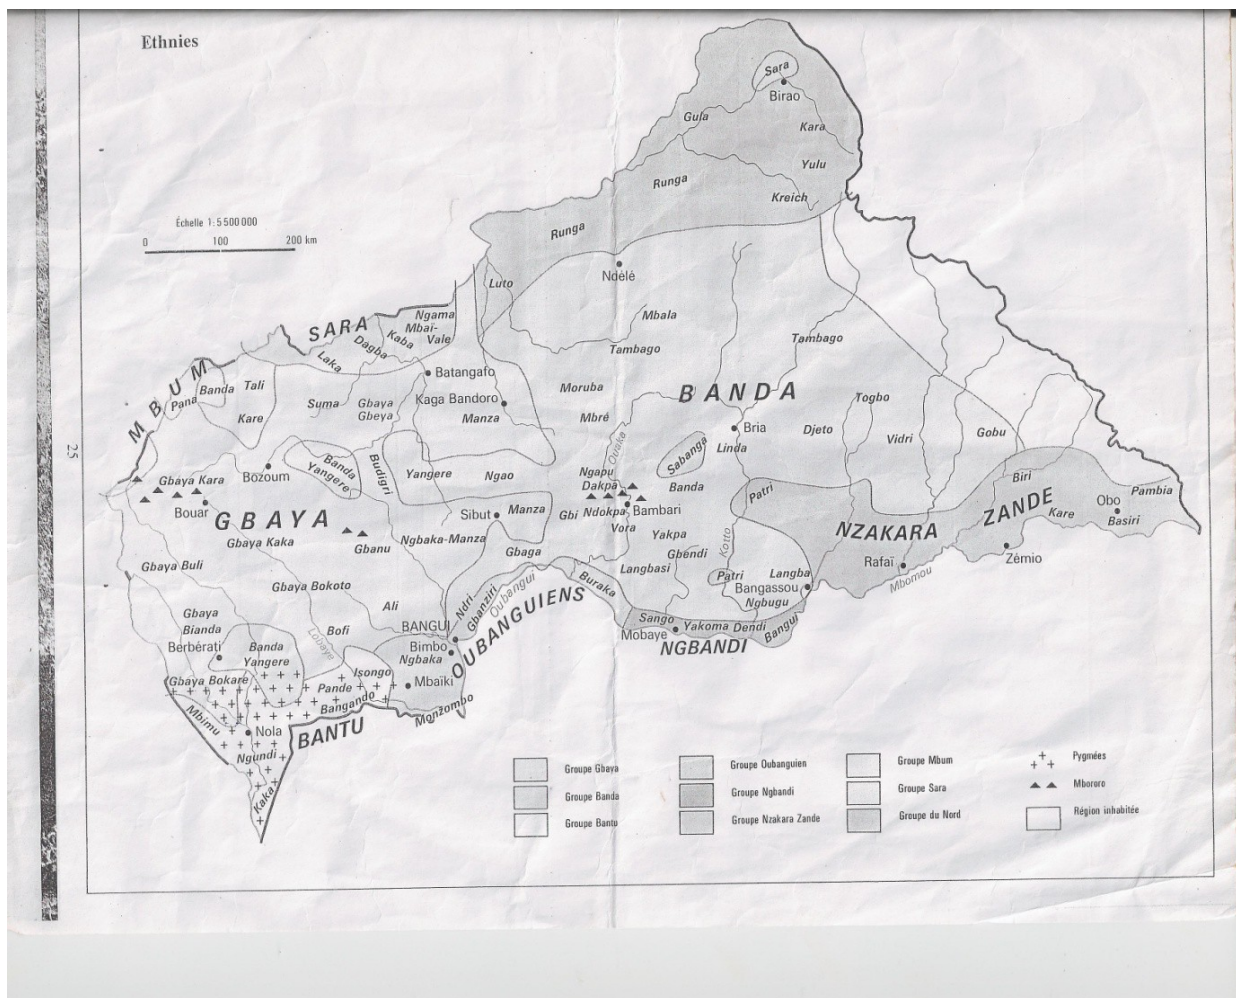 Ethnies
Sara
Birao
Gula
Kara
Yulu
Runga
Kreich
Échelle 1:5 500 000
0 100 200 km
Runga
Ndélé
Luto
Ngama
Mbai-
Vale
Mbala
SARA
Kaba
Dagba
Laka
Tambago
Tambago
MBUM
Pana
Banda
Tali
Batangafo
Kaga Bandoro
Moruba
BANDA
Kare
Suma
Gbaya
Gbeya
Manza
Mbré
Togbo
Bria
Djeto
Vidri
Gobu
Linda
25
Ouaka
Sabanga
Bozoum
Banda
Yangere
Budigri
Yangere
Ngao
Ngapu
Dakpa
Banda
Patri
Biri
Gbaya Kara
Bouar
GBAYA
Sibut
Manza
Gbi
Ndokpa
Bambari
Vora
Yakpa
NZAKARA
ZANDE
Kare
Obo
Pambia
Basiri
Gbaya Kaka
Gbanu
Ngbaka-Manza
Gbaga
Gbendi
Kotto
Langbasi
Rafaï
Zémio
Mbomou
Gbaya Buli
Gbaya Bokoto
Ali
Ndri
Gbanziri
Oubangui
Buraka
Patri
Langba
Bangassou
Ngbugu
OUBANGUIENS
Gbaya
Bianda
Berbérati
Lobaye
Bofi
BANGUI
Bimbo
Ngbaka
Sango
Yakoma
Dendi
Bangui
Mobaye
NGBANDI
Banda
Yangere
Gbaya Bokare
Pande
Isongo
Bangando
Mbaïki
Monzombo
Mbimu
Nola
BANTU
Ngundi
Kaka
Groupe Gbaya
Groupe Banda
Groupe Bantu
Groupe Oubanguien
Groupe Ngbandi
Groupe Nzakara Zande
Groupe Mbum
Groupe Sara
Groupe du Nord
Pygmées
Mbororo
Région inhabitée